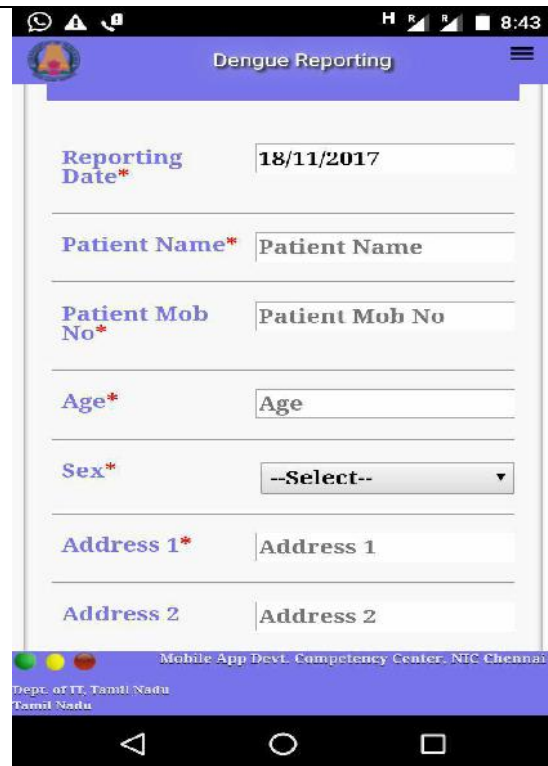 H R R 8:43
Dengue Reporting
Reporting
Date*
18/11/2017
Patient Name*
Patient Name
Patient Mob
No*
Patient Mob No
Age*
Age
Sex*
--Select--
Address 1*
Address 1
Address 2
Address 2
Mobile App Devt. Competency Center, NIC Chennai
Dept. of IT, Tamil Nadu
Tamil Nadu